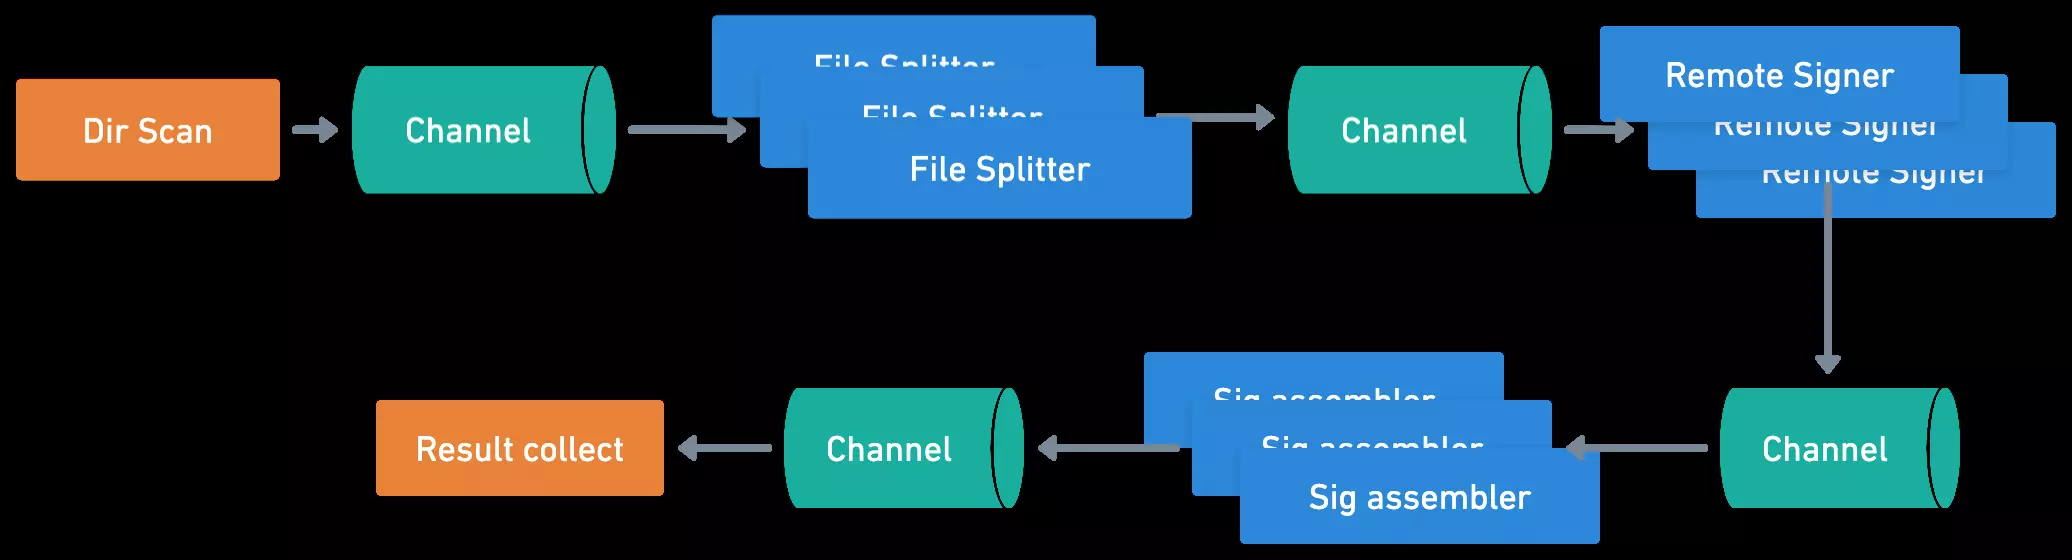 Dir Scan
Channel
File Splitter
File Splitter
File Splitter
Channel
Remote Signer
Remote Signer
Remote Signer
Result collect
Channel
Sig assembler
Sig assembler
Sig assembler
Channel